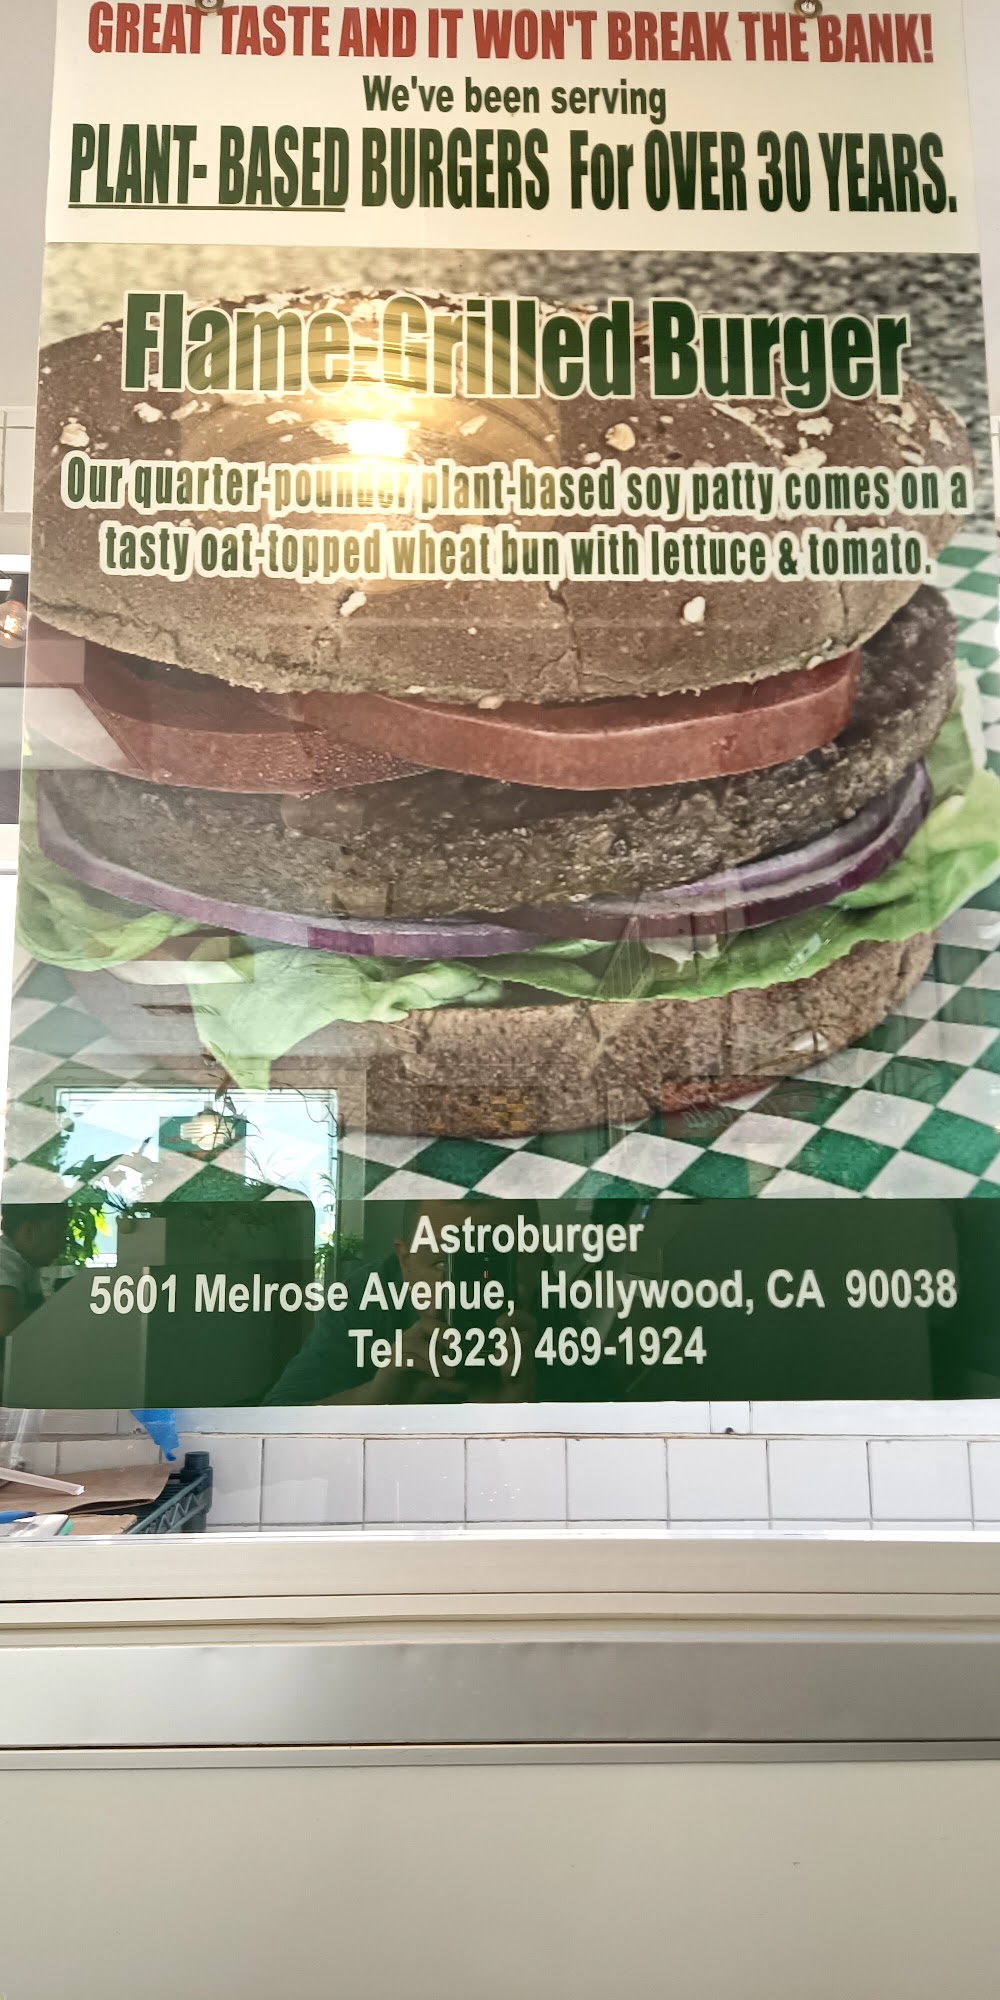 GREAT TASTE AND IT WON'T BREAK THE BANK!
We've been serving
PLANT- BASED BURGERS For OVER 30 YEARS.
Flame Grilled Burger
Our quarter-pounder plant-based soy patty comes on a
tasty oat-topped wheat bun with lettuce & tomato.
Astroburger
5601 Melrose Avenue, Hollywood, CA 90038
Tel. (323) 469-1924